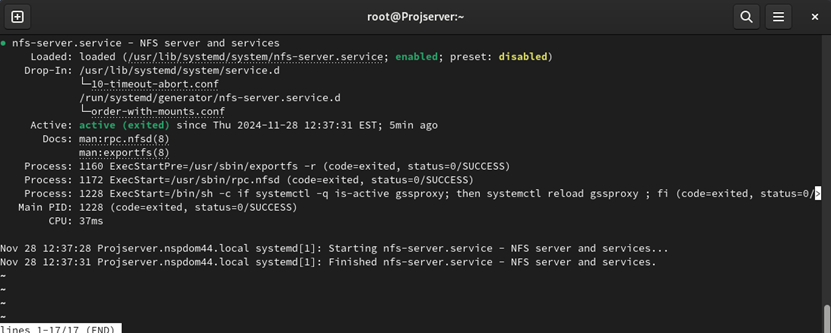 root@Projserver:~
● nfs-server.service - NFS server and services
Loaded: loaded (/usr/lib/systemd/system/nfs-server.service; enabled; preset: disabled)
Drop-In: /usr/lib/systemd/system/service.d
└─10-timeout-abort.conf
/run/systemd/generator/nfs-server.service.d
└─order-with-mounts.conf
Active: active (exited) since Thu 2024-11-28 12:37:31 EST; 5min ago
Docs: man:rpc.nfsd(8)
man:exportfs(8)
Process: 1160 ExecStartPre=/usr/sbin/exportfs -r (code=exited, status=0/SUCCESS)
Process: 1172 ExecStart=/usr/sbin/rpc.nfsd (code=exited, status=0/SUCCESS)
Process: 1228 ExecStart=/bin/sh -c if systemctl -q is-active gssproxy; then systemctl reload gssproxy ; fi (code=exited, status=0/>
Main PID: 1228 (code=exited, status=0/SUCCESS)
CPU: 37ms
Nov 28 12:37:28 Projserver.nspdom44.local systemd[1]: Starting nfs-server.service - NFS server and services...
Nov 28 12:37:31 Projserver.nspdom44.local systemd[1]: Finished nfs-server.service - NFS server and services.
~
~
~
~
lines 1-17/17 (END)